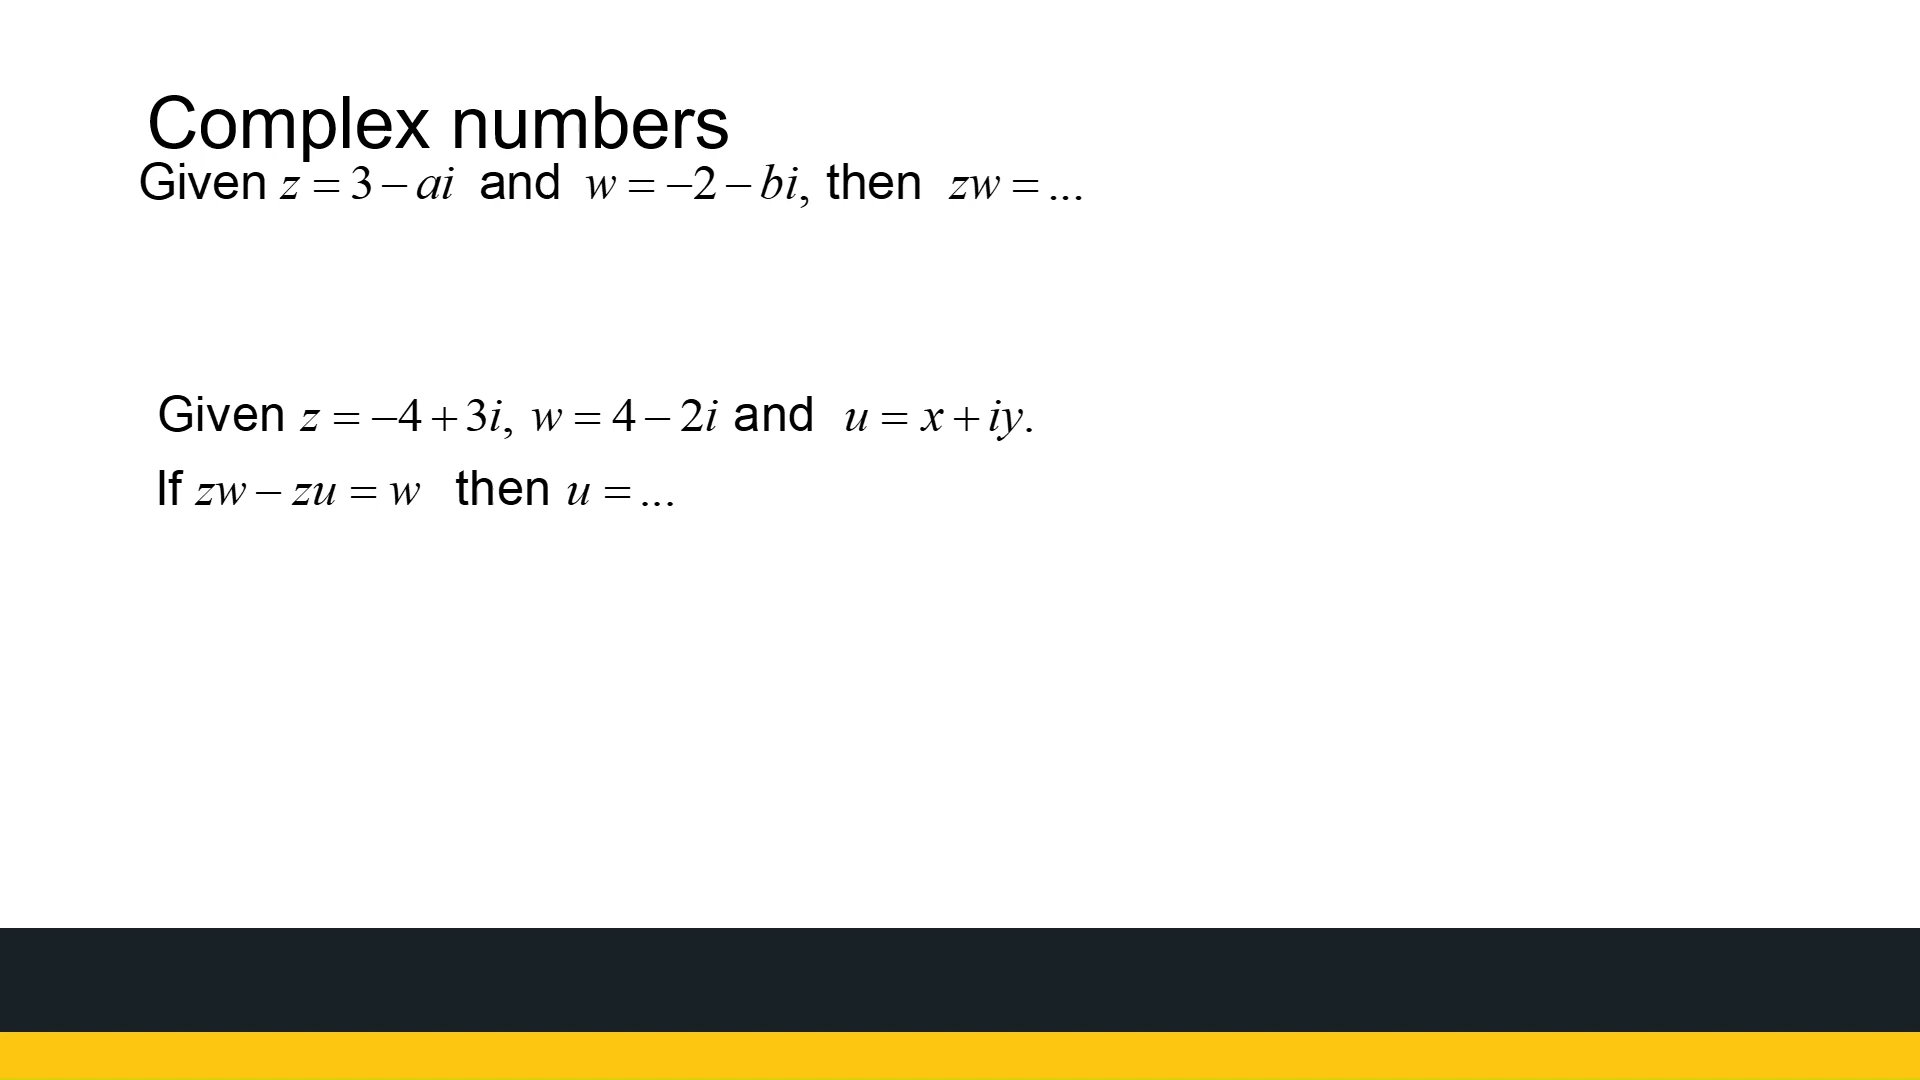 Complex numbers
Given z = 3 – ai and w = –2 – bi, then zw = ...
Given z = –4 + 3i, w = 4 – 2i and u = x + iy.
If zw – zu = w then u = ...